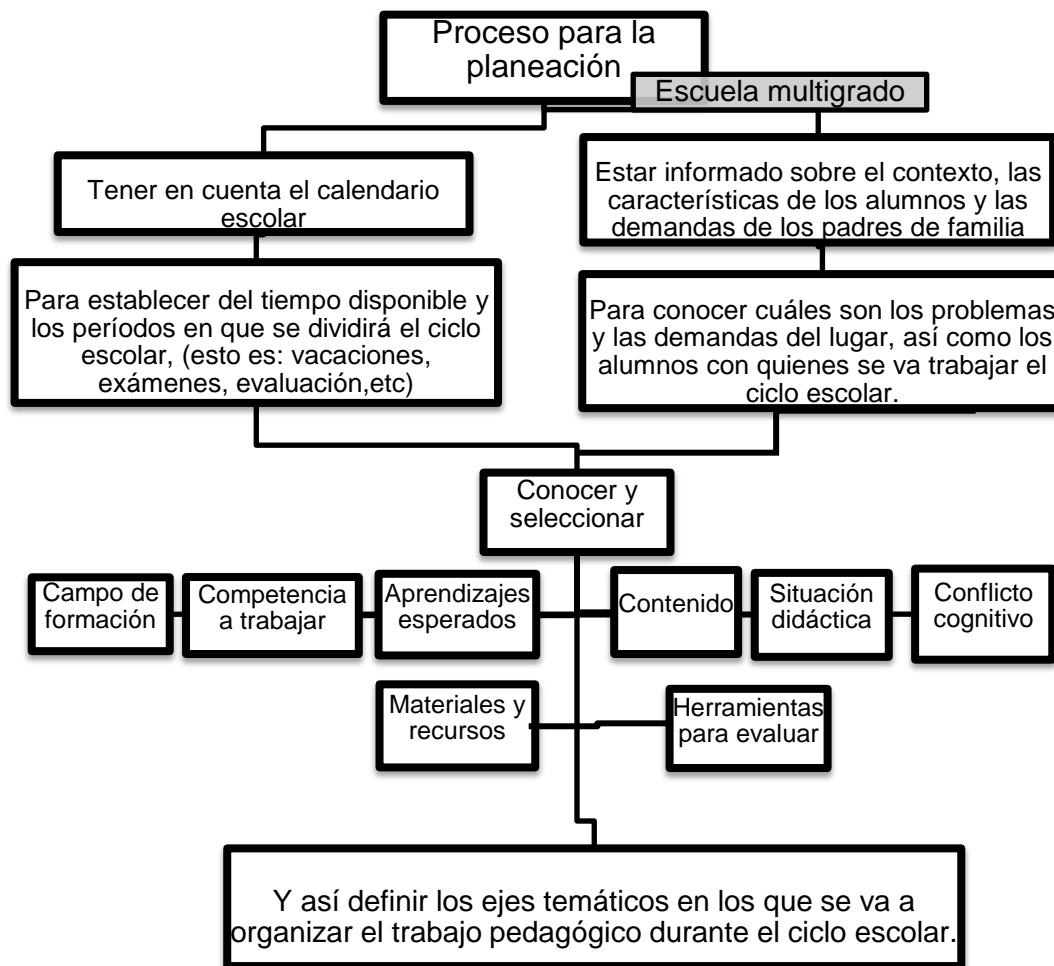 Proceso para la
planeación
Escuela multigrado
Tener en cuenta el calendario
escolar
Estar informado sobre el contexto, las
características de los alumnos y las
demandas de los padres de familia
Para establecer del tiempo disponible y
los períodos en que se dividirá el ciclo
escolar, (esto es: vacaciones,
exámenes, evaluación,etc)
Para conocer cuáles son los problemas
y las demandas del lugar, así como los
alumnos con quienes se va trabajar el
ciclo escolar.
Conocer y
seleccionar
Campo de
formación
Competencia
a trabajar
Aprendizajes
esperados
Contenido
Situación
didáctica
Conflicto
cognitivo
Materiales y
recursos
Herramientas
para evaluar
Y así definir los ejes temáticos en los que se va a
organizar el trabajo pedagógico durante el ciclo escolar.